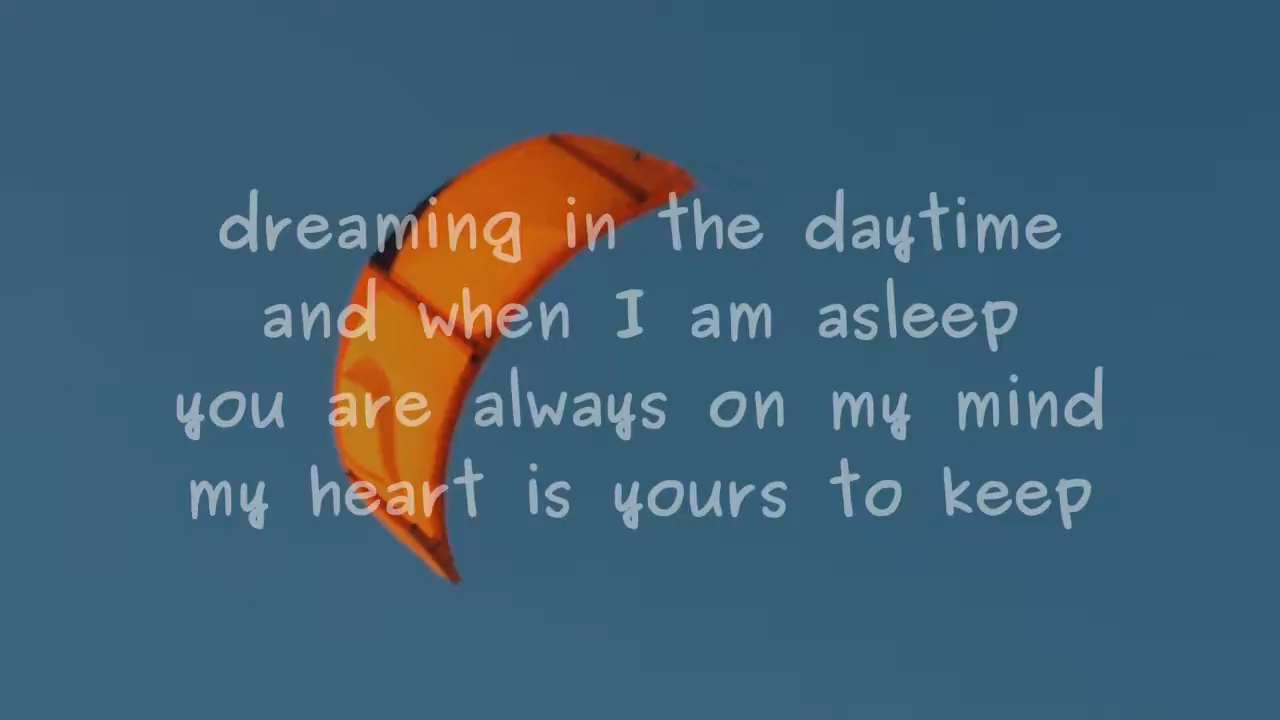 dreaming in the daytime
and when I am asleep
you are always on my mind
my heart is yours to keep